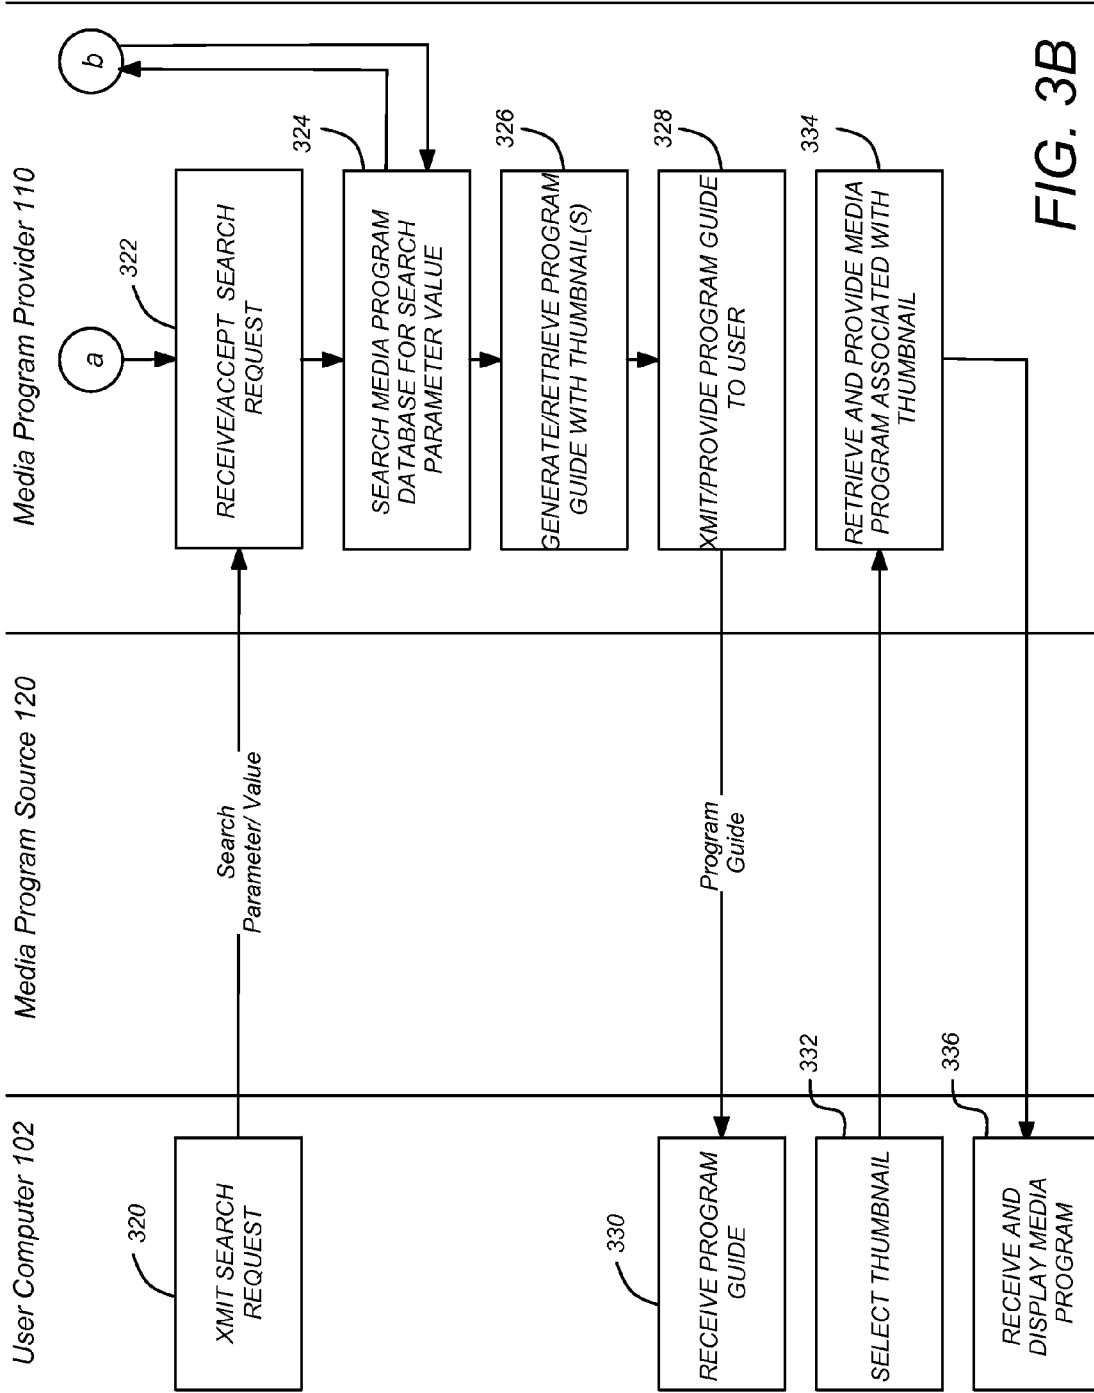 User Computer 102
Media Program Source 120
Media Program Provider 110
a
b
320
XMIT SEARCH
REQUEST
Search
Parameter/ Value
322
RECEIVE/ACCEPT SEARCH
REQUEST
324
SEARCH MEDIA PROGRAM
DATABASE FOR SEARCH
PARAMETER VALUE
326
GENERATE/RETRIEVE PROGRAM
GUIDE WITH THUMBNAIL(S)
328
XMIT/PROVIDE PROGRAM GUIDE
TO USER
Program
Guide
330
RECEIVE PROGRAM
GUIDE
332
SELECT THUMBNAIL
334
RETRIEVE AND PROVIDE MEDIA
PROGRAM ASSOCIATED WITH
THUMBNAIL
336
RECEIVE AND
DISPLAY MEDIA
PROGRAM
FIG. 3B